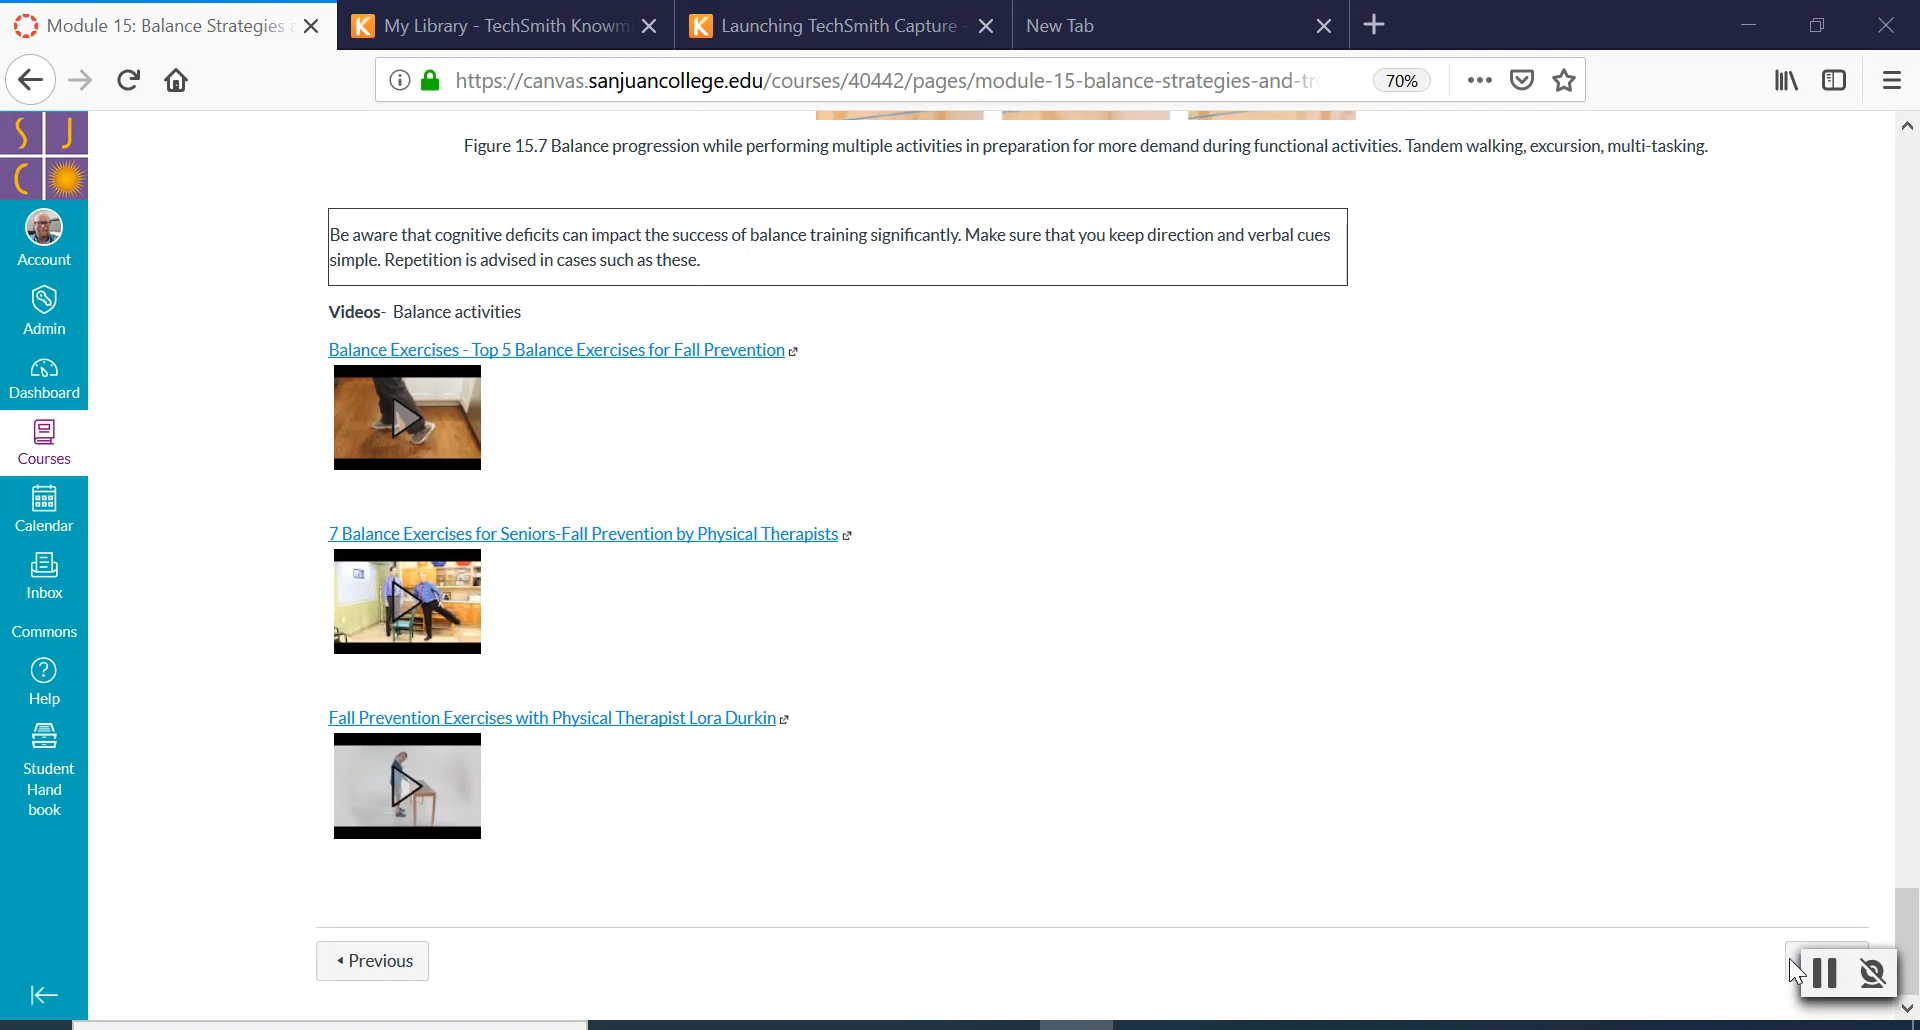 Module 15: Balance Strategies
My Library - TechSmith Knowm
Launching TechSmith Capture -
New Tab
https://canvas.sanjuancollege.edu/courses/40442/pages/module-15-balance-strategies-and-tre
70%
S J
C
Figure 15.7 Balance progression while performing multiple activities in preparation for more demand during functional activities. Tandem walking, excursion, multi-tasking.
Be aware that cognitive deficits can impact the success of balance training significantly. Make sure that you keep direction and verbal cues
simple. Repetition is advised in cases such as these.
Videos- Balance activities
Balance Exercises - Top 5 Balance Exercises for Fall Prevention
7 Balance Exercises for Seniors-Fall Prevention by Physical Therapists
Fall Prevention Exercises with Physical Therapist Lora Durkin
Previous
Account
Admin
Dashboard
Courses
Calendar
Inbox
Commons
Help
Student
Hand
book